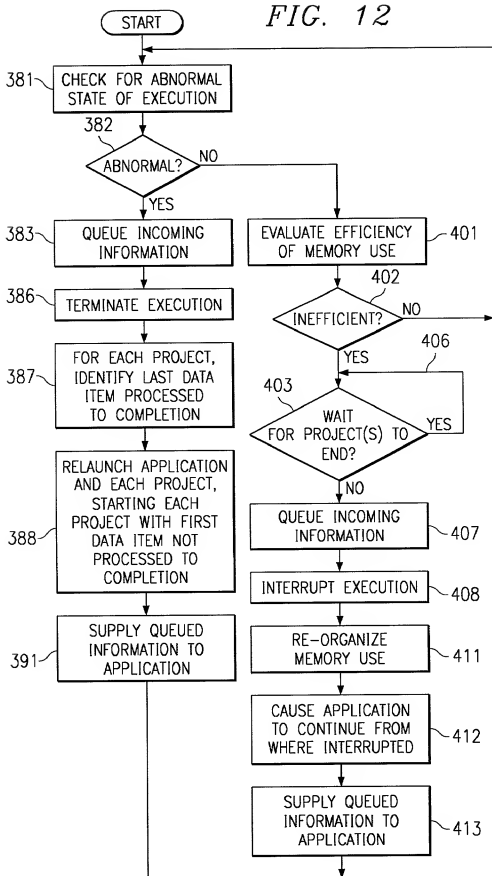 FIG. 12
START
381
CHECK FOR ABNORMAL
STATE OF EXECUTION
382
ABNORMAL?
NO
YES
383
QUEUE INCOMING
INFORMATION
386
TERMINATE EXECUTION
387
FOR EACH PROJECT,
IDENTIFY LAST DATA
ITEM PROCESSED
TO COMPLETION
388
RELAUNCH APPLICATION
AND EACH PROJECT,
STARTING EACH
PROJECT WITH FIRST
DATA ITEM NOT
PROCESSED TO
COMPLETION
391
SUPPLY QUEUED
INFORMATION TO
APPLICATION
EVALUATE EFFICIENCY
OF MEMORY USE
401
402
INEFFICIENT?
NO
YES
406
403
WAIT
FOR PROJECT(S) TO
END?
YES
NO
QUEUE INCOMING
INFORMATION
407
INTERRUPT EXECUTION
408
RE-ORGANIZE
MEMORY USE
411
CAUSE APPLICATION
TO CONTINUE FROM
WHERE INTERRUPTED
412
SUPPLY QUEUED
INFORMATION TO
APPLICATION
413